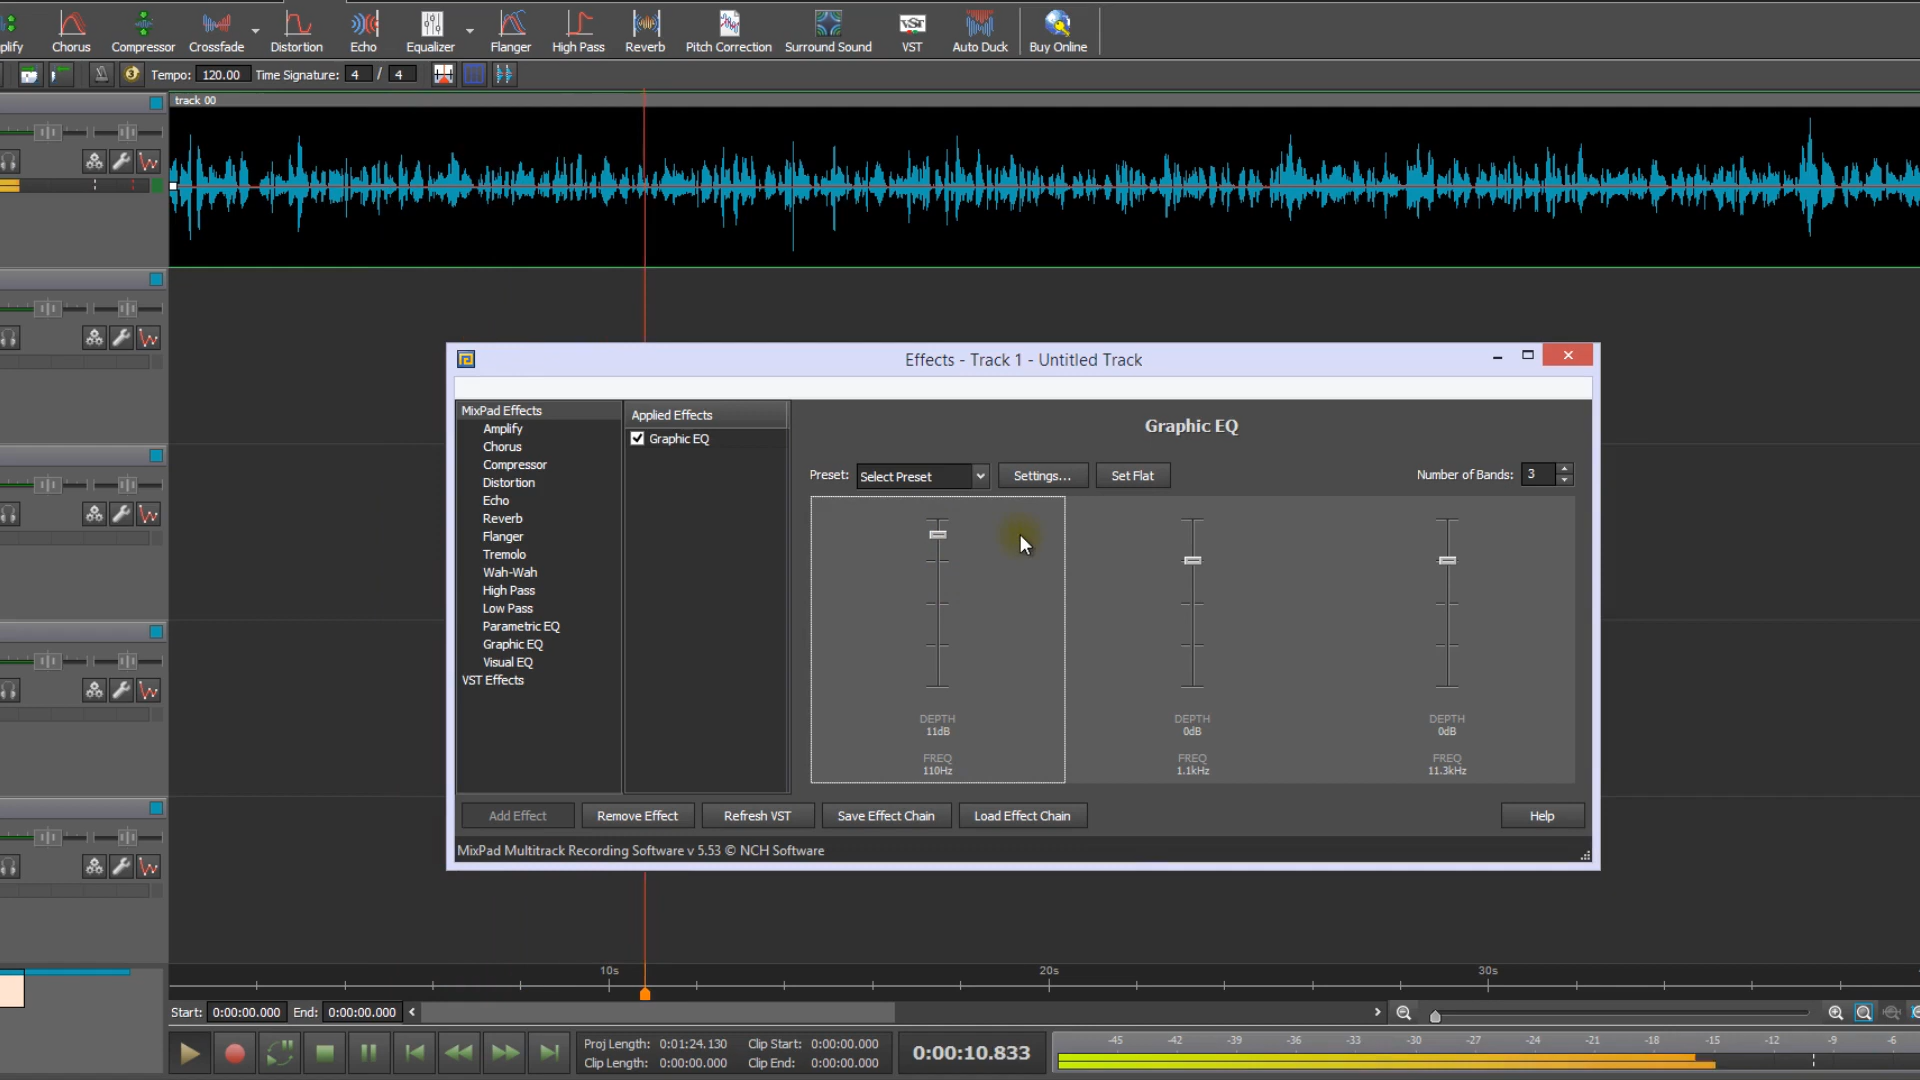 plify Chorus Compressor Crossfade Distortion Echo Equalizer Flanger High Pass Reverb Pitch Correction Surround Sound VST Auto Duck Buy Online
Tempo: 120.00 Time Signature: 4 / 4
track 00
Effects - Track 1 - Untitled Track
MixPad Effects
Amplify
Chorus
Compressor
Distortion
Echo
Reverb
Flanger
Tremolo
Wah-Wah
High Pass
Low Pass
Parametric EQ
Graphic EQ
Visual EQ
VST Effects
Applied Effects
Graphic EQ
Graphic EQ
Preset: Select Preset Settings... Set Flat Number of Bands: 3
DEPTH DEPTH DEPTH
11dB 0dB 0dB
FREQ FREQ FREQ
110Hz 1.1kHz 11.3kHz
Add Effect Remove Effect Refresh VST Save Effect Chain Load Effect Chain Help
MixPad Multitrack Recording Software v 5.53 © NCH Software
10s 20s 30s
Start: 0:00:00.000 End: 0:00:00.000
Proj Length: 0:01:24.130 Clip Start: 0:00:00.000
Clip Length: 0:00:00.000 Clip End: 0:00:00.000
0:00:10.833
-45 -42 -39 -36 -33 -30 -27 -24 -21 -18 -15 -12 -9 -6